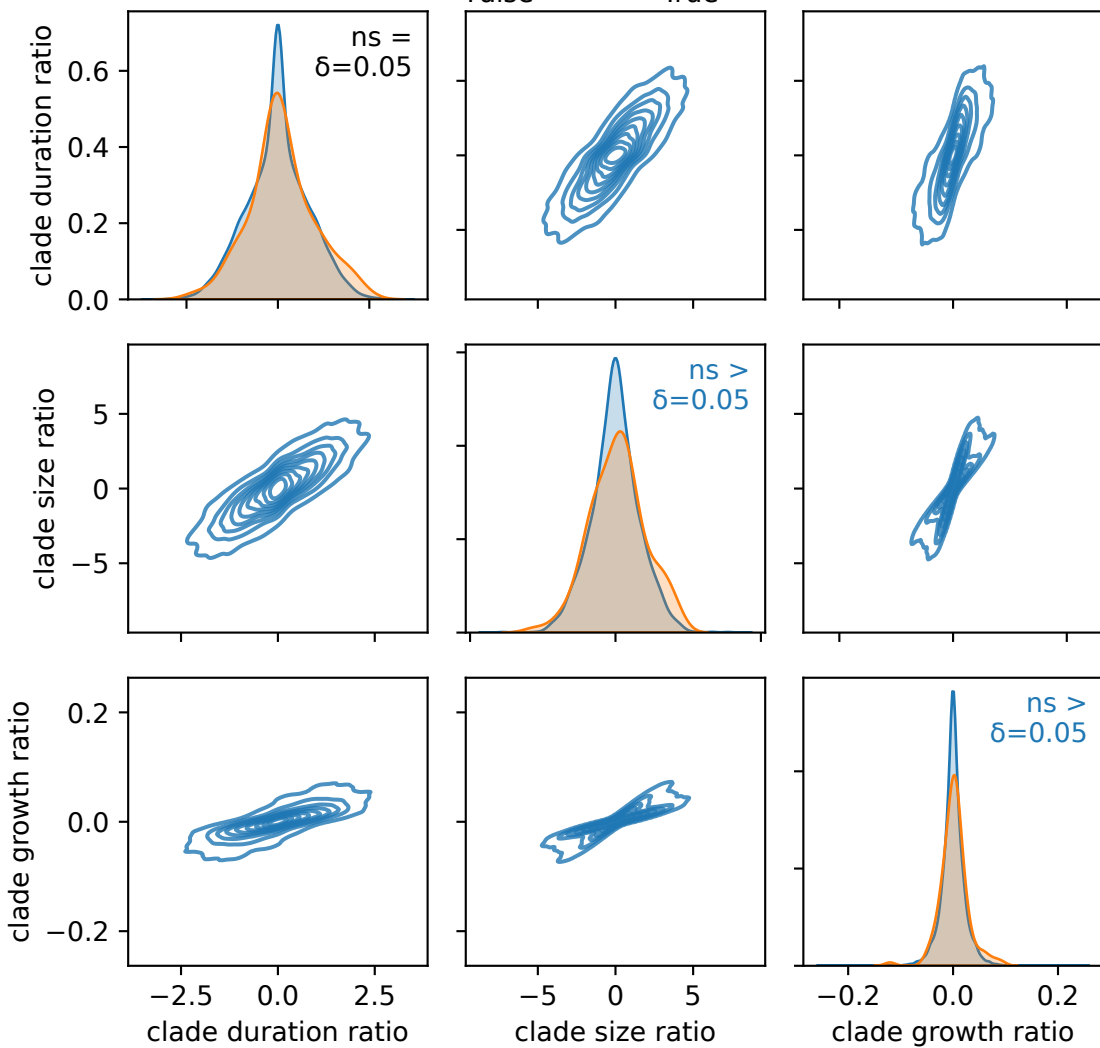 clade duration ratio
0.6
0.4
0.2
0.0
ns =
δ=0.05
clade size ratio
5
0
−5
ns >
δ=0.05
clade growth ratio
0.2
0.0
−0.2
ns >
δ=0.05
−2.5 0.0 2.5
clade duration ratio
−5 0 5
clade size ratio
−0.2 0.0 0.2
clade growth ratio